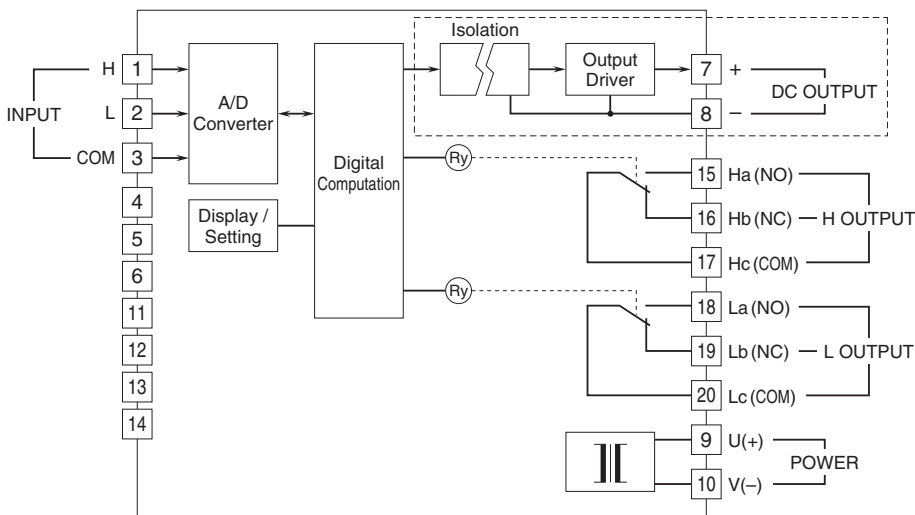 Isolation
H 1
L 2
COM 3
INPUT
4
5
6
11
12
13
14
A/D
Converter
Display /
Setting
Digital
Computation
Output
Driver
7 +
8 –
DC OUTPUT
Ry
15 Ha (NO)
16 Hb (NC)
17 Hc (COM)
H OUTPUT
Ry
18 La (NO)
19 Lb (NC)
20 Lc (COM)
L OUTPUT
9 U(+)
10 V(–)
POWER